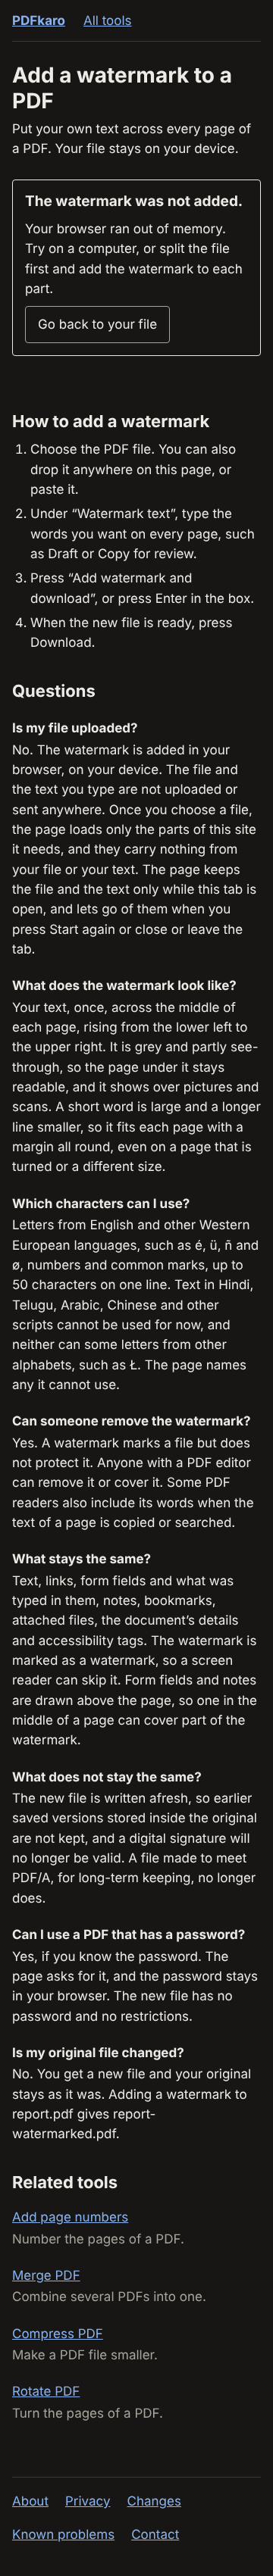 PDFkaro All tools
Add a watermark to a
PDF
Put your own text across every page of
a PDF. Your file stays on your device.
The watermark was not added.
Your browser ran out of memory.
Try on a computer, or split the file
first and add the watermark to each
part.
Go back to your file
How to add a watermark
1. Choose the PDF file. You can also
drop it anywhere on this page, or
paste it.
2. Under “Watermark text”, type the
words you want on every page, such
as Draft or Copy for review.
3. Press “Add watermark and
download”, or press Enter in the box.
4. When the new file is ready, press
Download.
Questions
Is my file uploaded?
No. The watermark is added in your
browser, on your device. The file and
the text you type are not uploaded or
sent anywhere. Once you choose a file,
the page loads only the parts of this site
it needs, and they carry nothing from
your file or your text. The page keeps
the file and the text only while this tab is
open, and lets go of them when you
press Start again or close or leave the
tab.
What does the watermark look like?
Your text, once, across the middle of
each page, rising from the lower left to
the upper right. It is grey and partly see-
through, so the page under it stays
readable, and it shows over pictures and
scans. A short word is large and a longer
line smaller, so it fits each page with a
margin all round, even on a page that is
turned or a different size.
Which characters can I use?
Letters from English and other Western
European languages, such as é, ü, ñ and
ø, numbers and common marks, up to
50 characters on one line. Text in Hindi,
Telugu, Arabic, Chinese and other
scripts cannot be used for now, and
neither can some letters from other
alphabets, such as Ł. The page names
any it cannot use.
Can someone remove the watermark?
Yes. A watermark marks a file but does
not protect it. Anyone with a PDF editor
can remove it or cover it. Some PDF
readers also include its words when the
text of a page is copied or searched.
What stays the same?
Text, links, form fields and what was
typed in them, notes, bookmarks,
attached files, the document’s details
and accessibility tags. The watermark is
marked as a watermark, so a screen
reader can skip it. Form fields and notes
are drawn above the page, so one in the
middle of a page can cover part of the
watermark.
What does not stay the same?
The new file is written afresh, so earlier
saved versions stored inside the original
are not kept, and a digital signature will
no longer be valid. A file made to meet
PDF/A, for long-term keeping, no longer
does.
Can I use a PDF that has a password?
Yes, if you know the password. The
page asks for it, and the password stays
in your browser. The new file has no
password and no restrictions.
Is my original file changed?
No. You get a new file and your original
stays as it was. Adding a watermark to
report.pdf gives report-
watermarked.pdf.
Related tools
Add page numbers
Number the pages of a PDF.
Merge PDF
Combine several PDFs into one.
Compress PDF
Make a PDF file smaller.
Rotate PDF
Turn the pages of a PDF.
About Privacy Changes
Known problems Contact